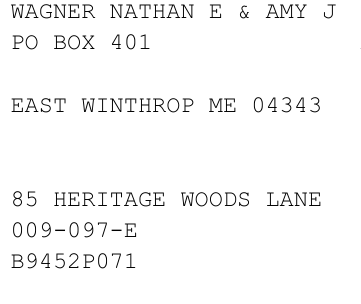 WAGNER NATHAN E & AMY J
PO BOX 401
EAST WINTHROP ME 04343
85 HERITAGE WOODS LANE
009-097-E
B9452P071